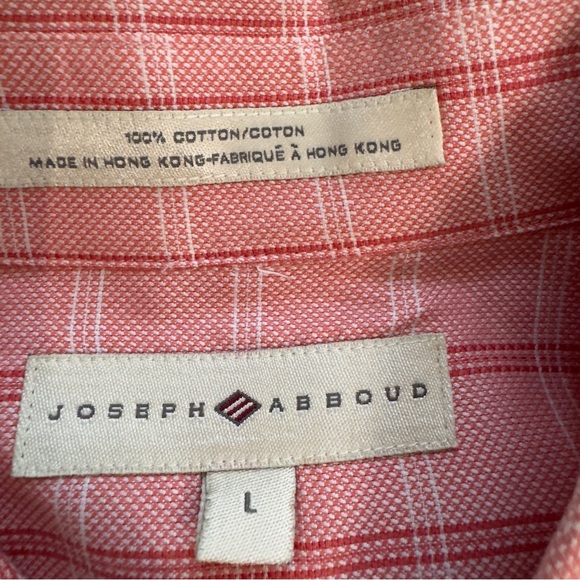 100% COTTON/COTON
MADE IN HONG KONG-FABRIQUÉ À HONG KONG
JOSEPH ABBOUD
L